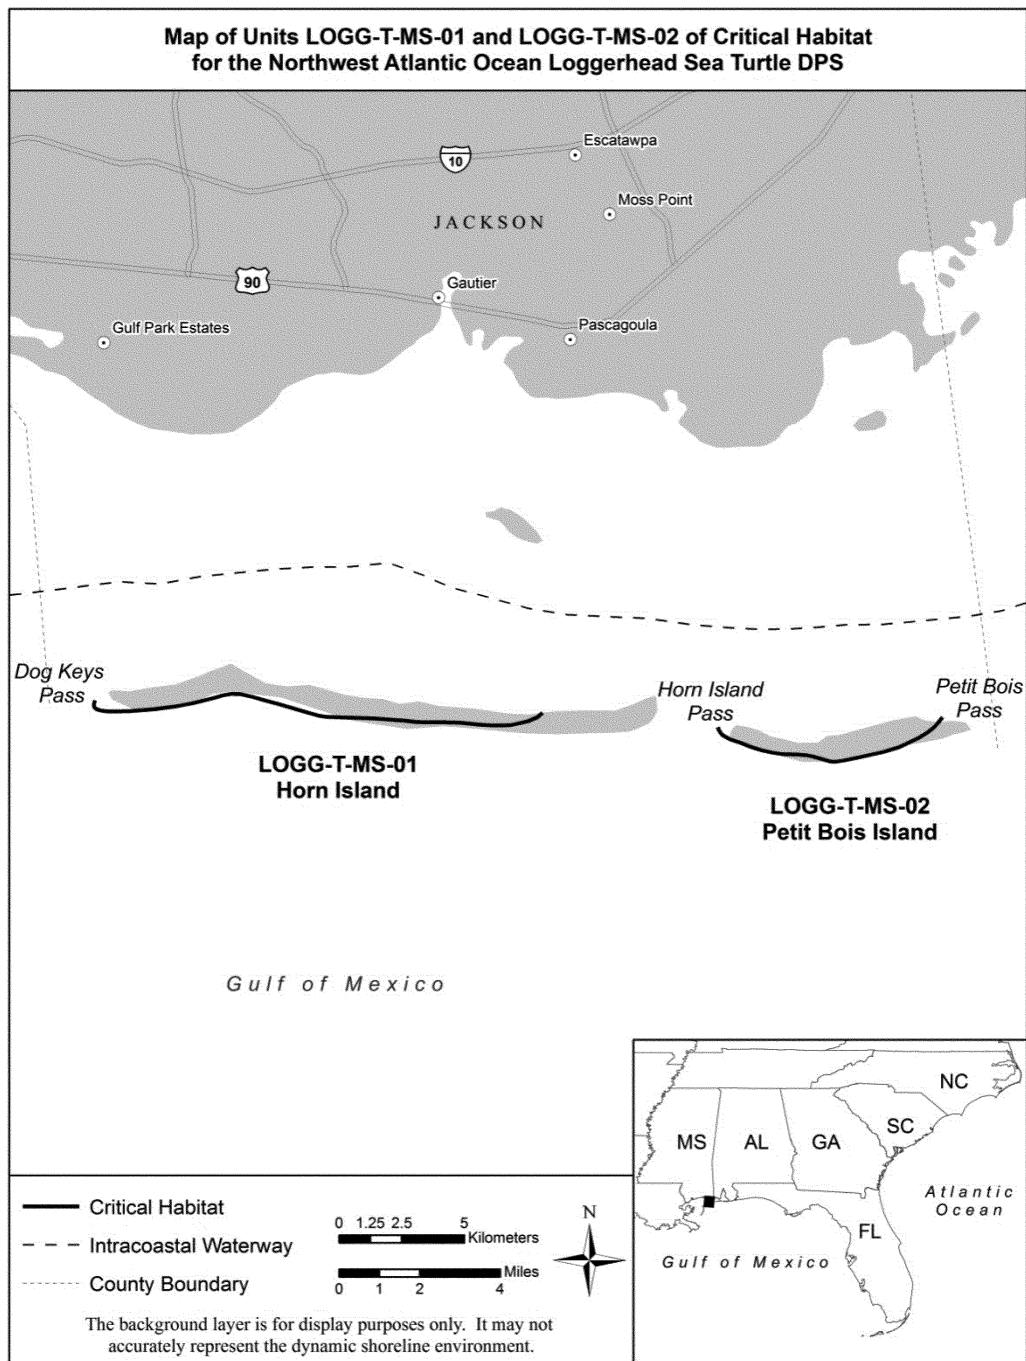 Map of Units LOGG-T-MS-01 and LOGG-T-MS-02 of Critical Habitat
for the Northwest Atlantic Ocean Loggerhead Sea Turtle DPS
Escatawpa
10
Moss Point
JACKSON
90
Gautier
Gulf Park Estates
Pascagoula
Dog Keys
Pass
Horn Island
Pass
Petit Bois
Pass
LOGG-T-MS-01
Horn Island
LOGG-T-MS-02
Petit Bois Island
Gulf of Mexico
NC
SC
MS
AL
GA
FL
Atlantic
Ocean
Gulf of Mexico
Critical Habitat
Intracoastal Waterway
County Boundary
0 1.25 2.5 5
Kilometers
Miles
0 1 2 4
N
The background layer is for display purposes only. It may not
accurately represent the dynamic shoreline environment.